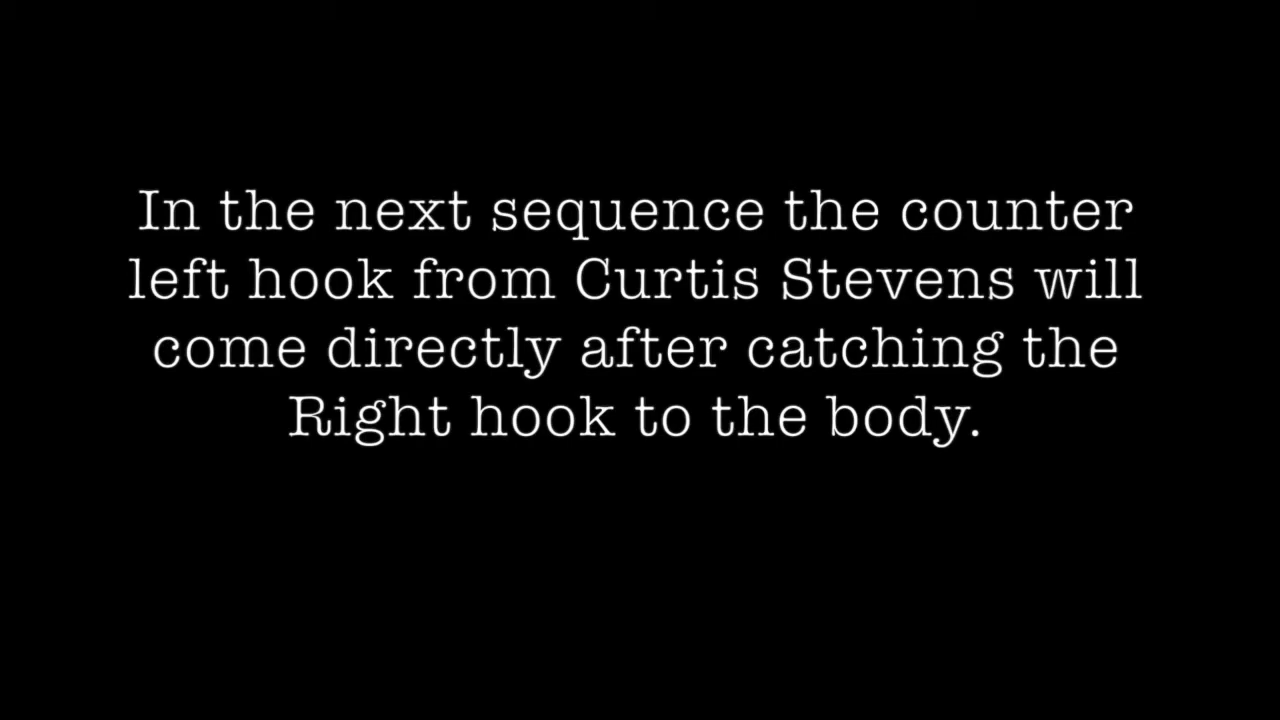 In the next sequence the counter
left hook from Curtis Stevens will
come directly after catching the
Right hook to the body.